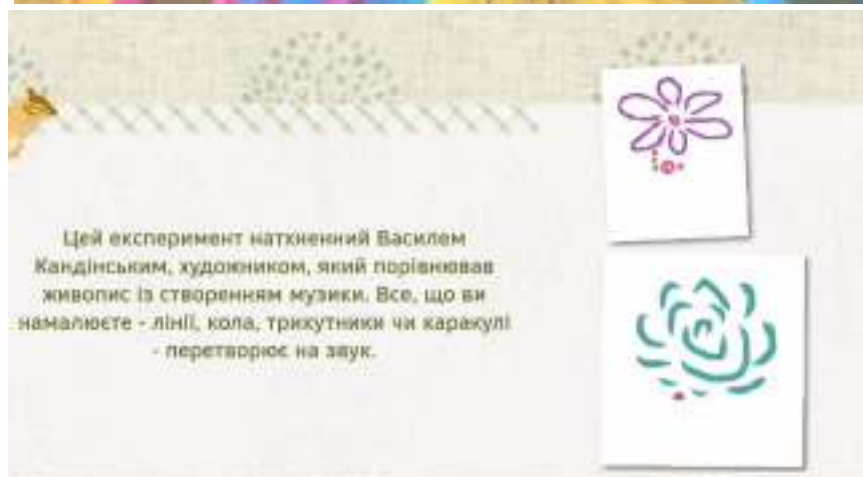 Цей експеримент натхненний Василем
Кандінським, художником, який порівнював
живопис із створенням музики. Все, що ви
намалюєте - лінії, кола, трикутники чи каракулі
- перетворює на звук.